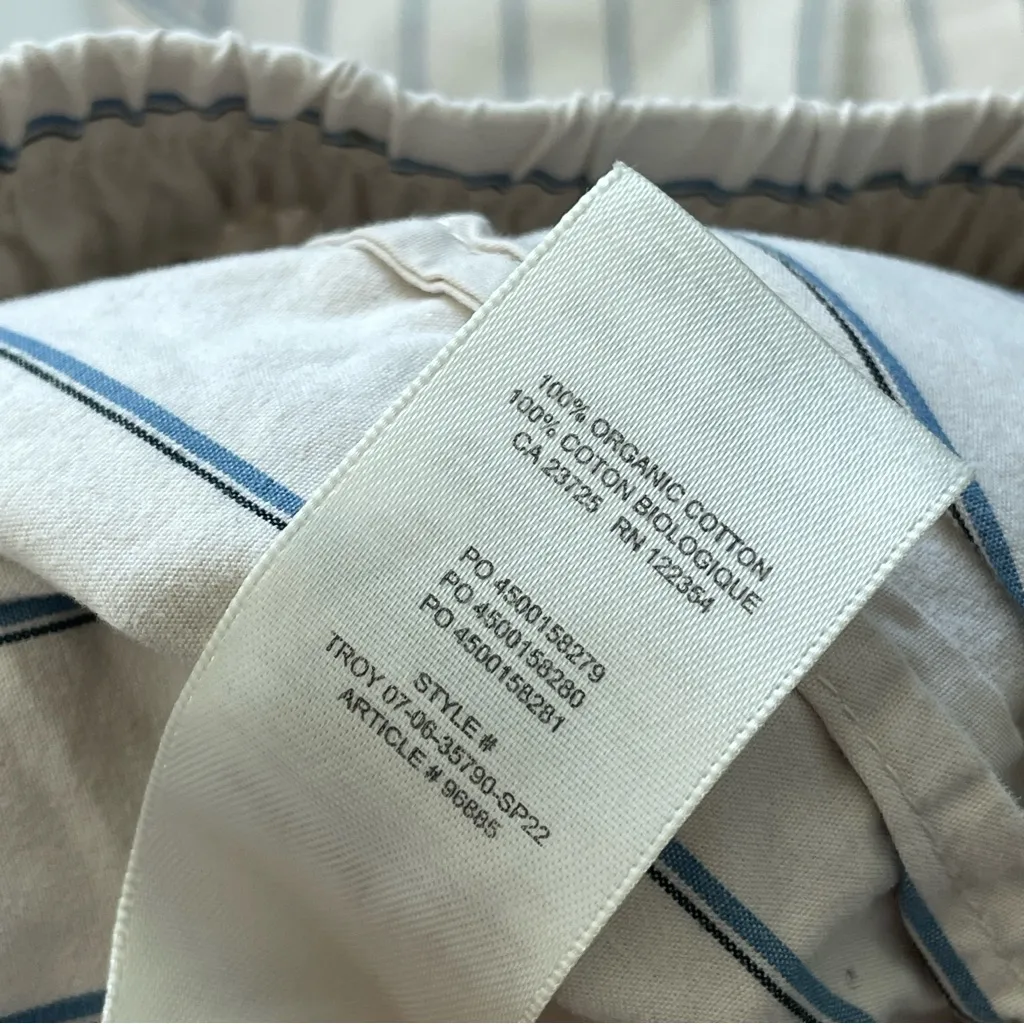 100% ORGANIC COTTON
100% COTON BIOLOGIQUE
CA 23725 RN 122354
PO 4500158279
PO 4500158280
PO 4500158281
STYLE #
TROY 07-06-35790-SP22
ARTICLE # 96885